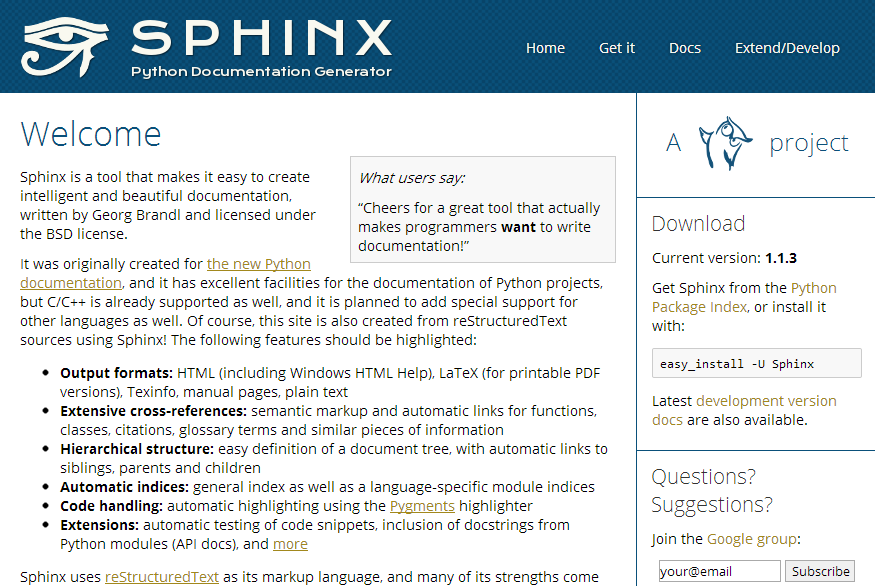 SPHINX
Python Documentation Generator
Home Get it Docs Extend/Develop
Welcome
Sphinx is a tool that makes it easy to create
intelligent and beautiful documentation,
written by Georg Brandl and licensed under
the BSD license.
What users say:
“Cheers for a great tool that actually
makes programmers want to write
documentation!”
It was originally created for the new Python
documentation, and it has excellent facilities for the documentation of Python projects,
but C/C++ is already supported as well, and it is planned to add special support for
other languages as well. Of course, this site is also created from reStructuredText
sources using Sphinx! The following features should be highlighted:
• Output formats: HTML (including Windows HTML Help), LaTeX (for printable PDF
versions), Texinfo, manual pages, plain text
• Extensive cross-references: semantic markup and automatic links for functions,
classes, citations, glossary terms and similar pieces of information
• Hierarchical structure: easy definition of a document tree, with automatic links to
siblings, parents and children
• Automatic indices: general index as well as a language-specific module indices
• Code handling: automatic highlighting using the Pygments highlighter
• Extensions: automatic testing of code snippets, inclusion of docstrings from
Python modules (API docs), and more
Sphinx uses reStructuredText as its markup language, and many of its strengths come
A project
Download
Current version: 1.1.3
Get Sphinx from the Python
Package Index, or install it
with:
easy_install -U Sphinx
Latest development version
docs are also available.
Questions?
Suggestions?
Join the Google group:
your@email Subscribe